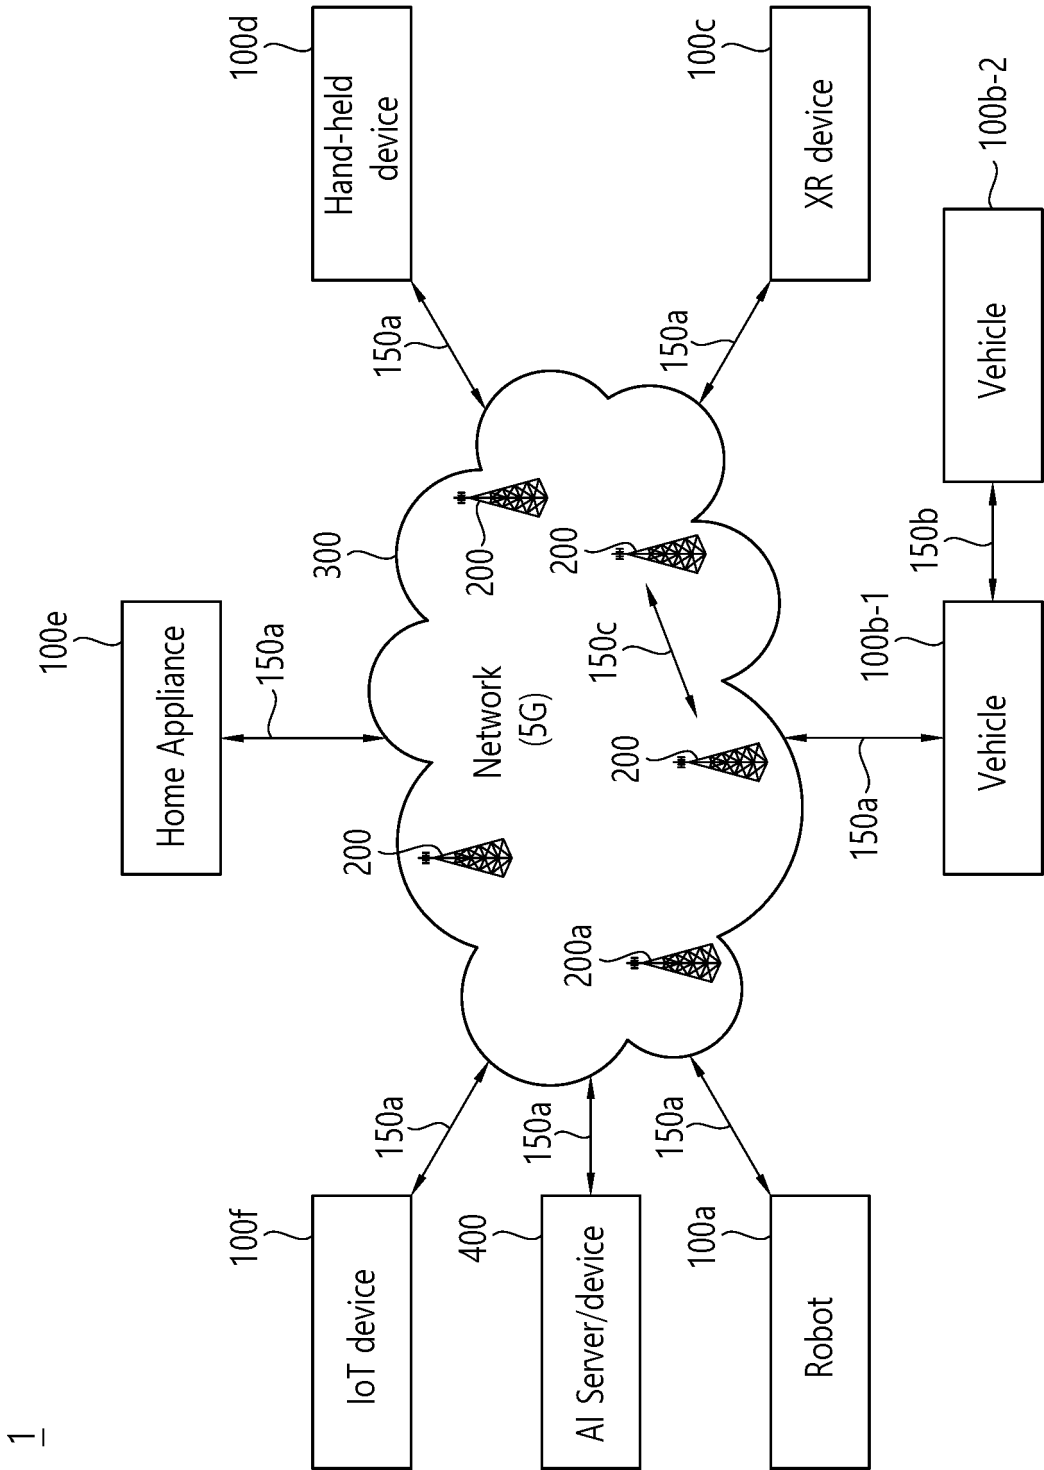 1
100e
Home Appliance
150a
100f
IoT device
150a
300
200
200
150a
Hand-held
device
100d
Network
(5G)
400
AI Server/device
150a
200a
200
150c
200
100a
Robot
150a
150a
XR device
100c
150a
100b-1
Vehicle
150b
Vehicle
100b-2